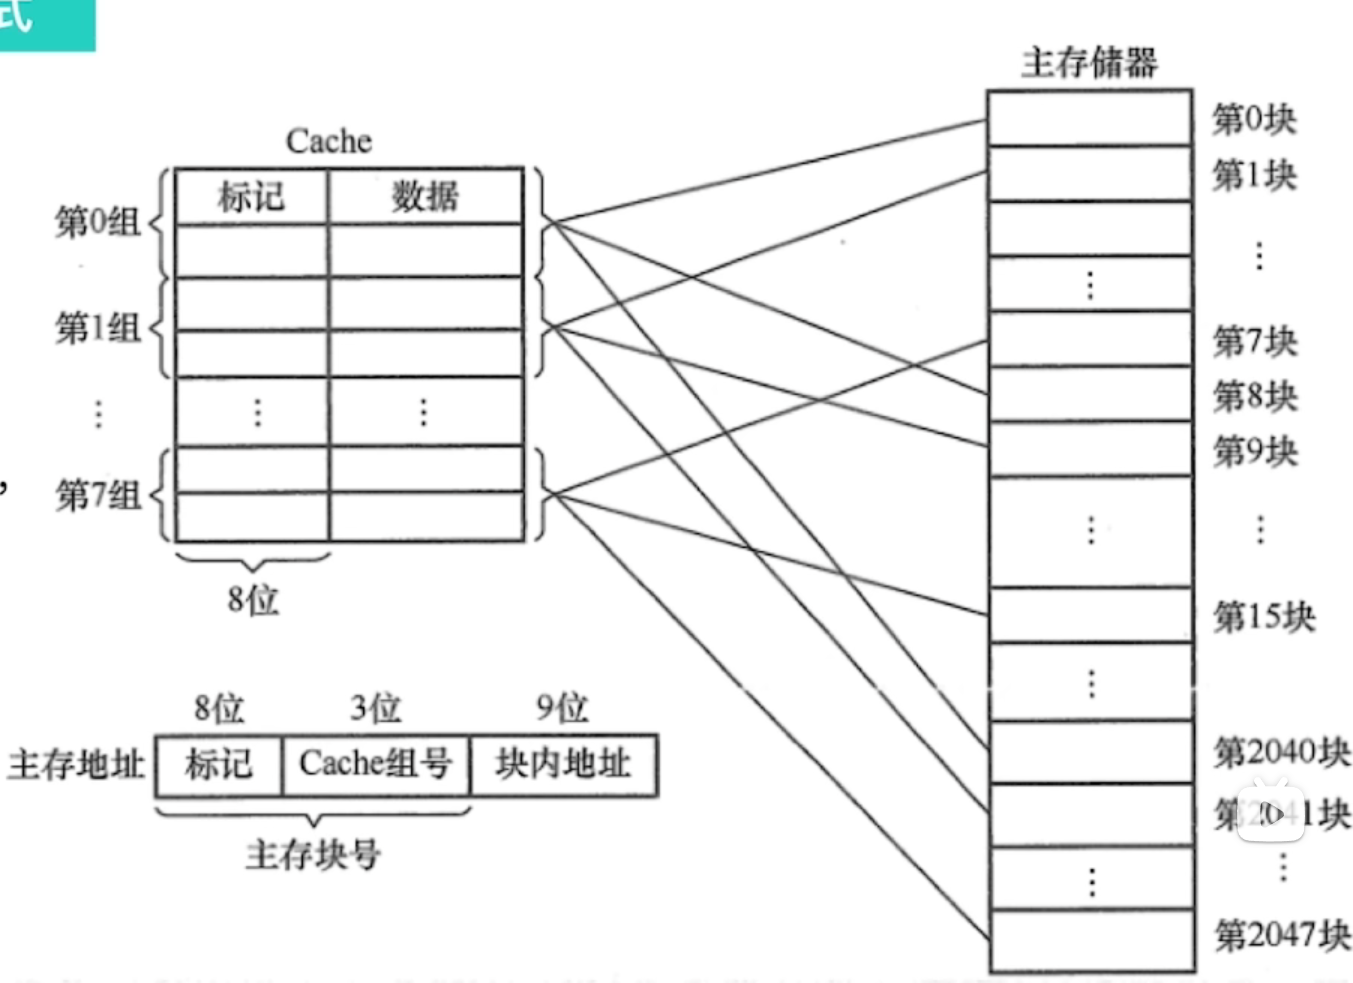 式
主存储器
Cache
标记 数据
第0组
第1组
⋮ ⋮ ⋮
第7组
8位
，
第0块
第1块
⋮ ⋮
第7块
第8块
第9块
⋮ ⋮
第15块
⋮
第2040块
第2041块
⋮ ⋮
第2047块
8位 3位 9位
主存地址 标记 Cache组号 块内地址
主存块号